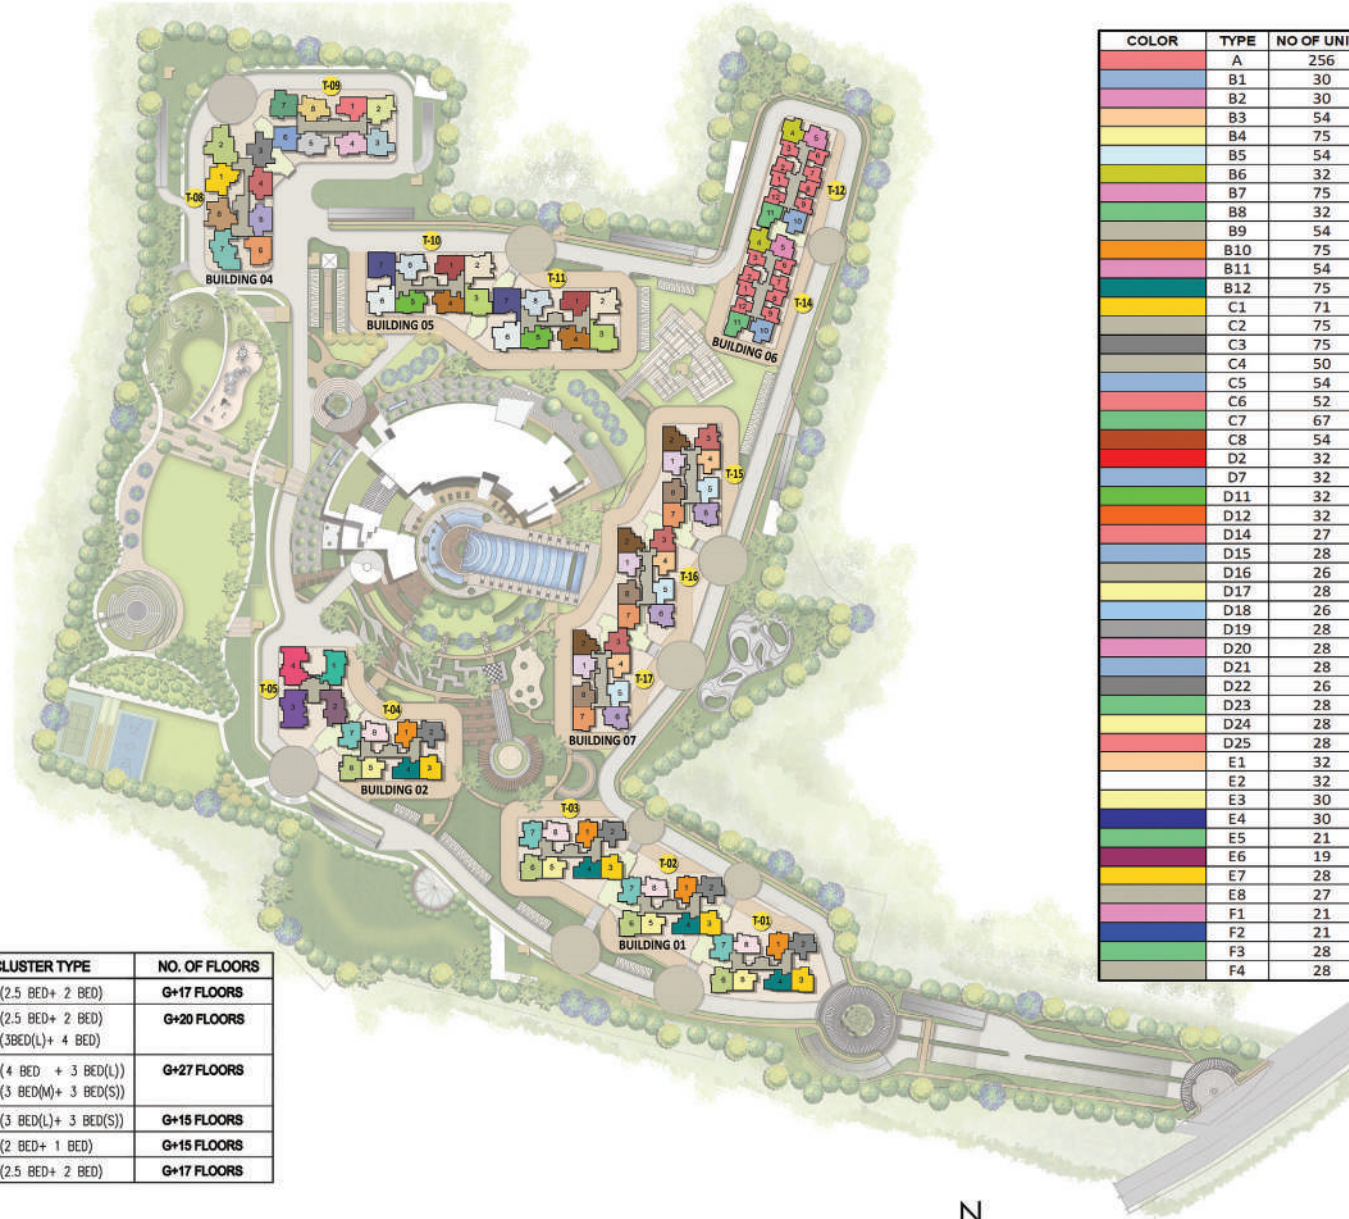 COLOR TYPE NO OF UNI
A 256
B1 30
B2 30
B3 54
B4 75
B5 54
B6 32
B7 75
B8 32
B9 54
B10 75
B11 54
B12 75
C1 71
C2 75
C3 75
C4 50
C5 54
C6 52
C7 67
C8 54
D2 32
D7 32
D11 32
D12 32
D14 27
D15 28
D16 26
D17 28
D18 26
D19 28
D20 28
D21 28
D22 26
D23 28
D24 28
D25 28
E1 32
E2 32
E3 30
E4 30
E5 21
E6 19
E7 28
E8 27
F1 21
F2 21
F3 28
F4 28
T-09
T-08
BUILDING 04
T-10
T-11
BUILDING 05
T-12
T-14
BUILDING 06
T-15
T-16
T-17
BUILDING 07
T-05
T-04
BUILDING 02
T-03
T-02
T-01
BUILDING 01
CLUSTER TYPE NO. OF FLOORS
(2.5 BED+ 2 BED) G+17 FLOORS
(2.5 BED+ 2 BED) G+20 FLOORS
(3BED(L)+ 4 BED)
(4 BED + 3 BED(L)) G+27 FLOORS
(3 BED(M)+ 3 BED(S))
(3 BED(L)+ 3 BED(S)) G+15 FLOORS
(2 BED+ 1 BED) G+15 FLOORS
(2.5 BED+ 2 BED) G+17 FLOORS
N